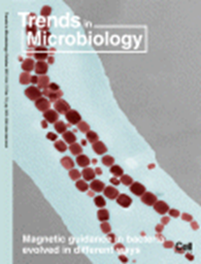 Trends in
Microbiology
Magnetic guidance in bacteria
evolved in different ways
Cell